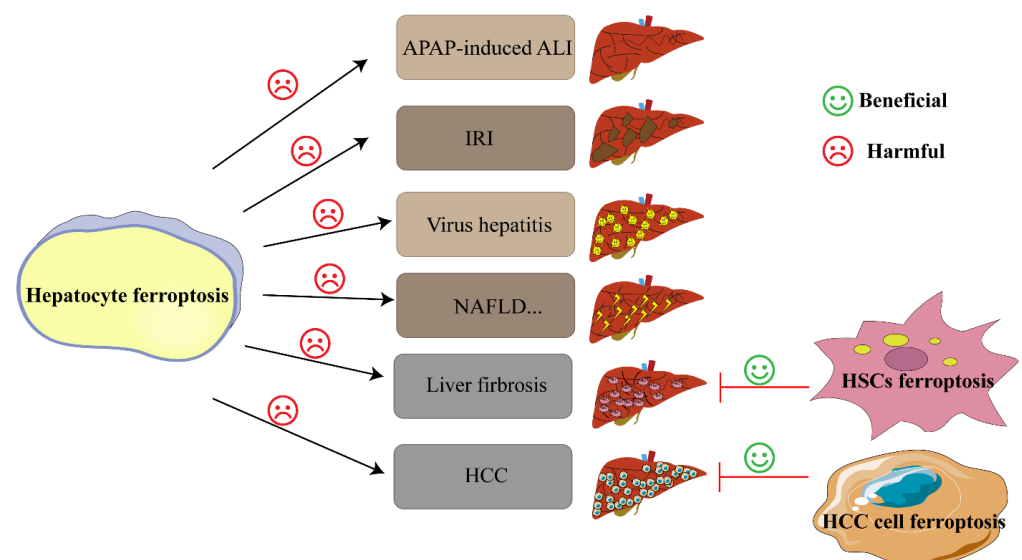 APAP-induced ALI
Beneficial
IRI
Harmful
Virus hepatitis
Hepatocyte ferroptosis
NAFLD...
Liver firbrosis
HSCs ferroptosis
HCC
HCC cell ferroptosis